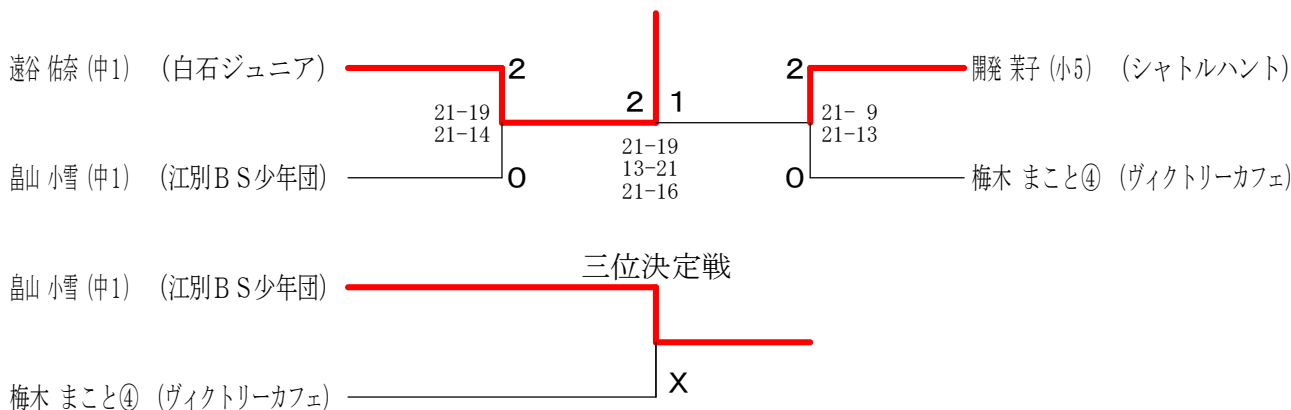 遠谷 佑奈 (中1) (白石ジュニア) 2 2 開発 茉子 (小5) (シャトルハント)
2 1
21-19
21-14
21- 9
21-13
21-19
13-21
21-16
畠山 小雪 (中1) (江別BS少年団) 0 0 梅木 まこと④ (ヴィクトリーカフェ)
三位決定戦
畠山 小雪 (中1) (江別BS少年団)
X
梅木 まこと④ (ヴィクトリーカフェ)